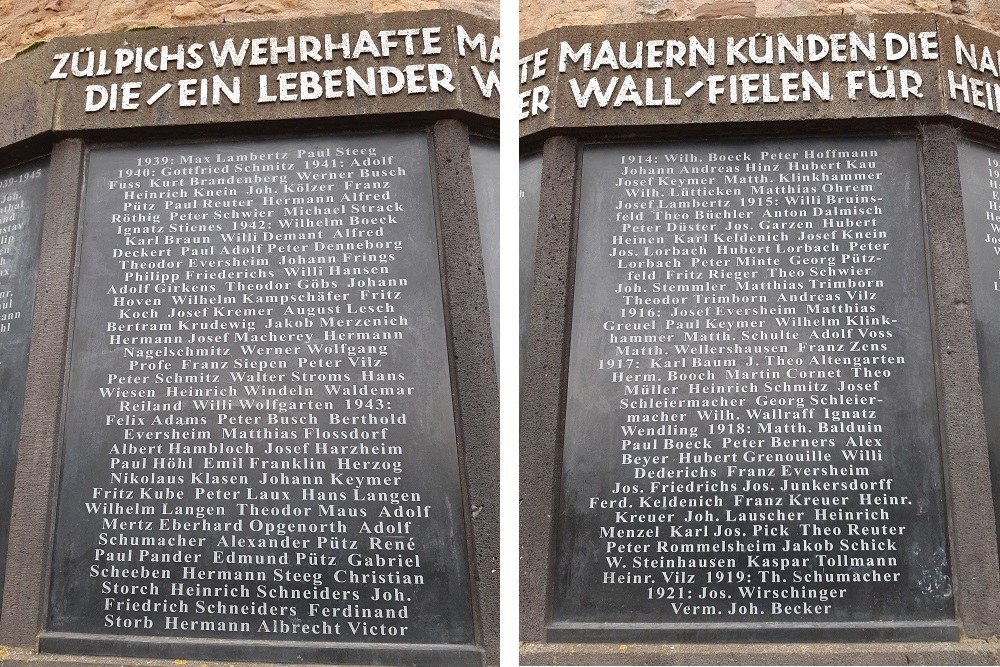 ZÜLPICHS WEHRHAFTE MA
DIE/EIN LEBENDER W
1939-1945
1939: Max Lambertz Paul Steeg
1940: Gottfried Schmitz 1941: Adolf
Fuss Kurt Brandenberg Werner Busch
Heinrich Knein Joh. Kölzer Franz
Pütz Paul Reuter Hermann Alfred
Röthig Peter Schwier Michael Strack
Ignatz Stienes 1942: Wilhelm Boeck
Karl Braun Willi Demant Alfred
Deckert Paul Adolf Peter Denneborg
Theodor Eversheim Johann Frings
Philipp Friederichs Willi Hansen
Adolf Girkens Theodor Göbs Johann
Hoven Wilhelm Kampschäfer Fritz
Koch Josef Kremer August Lesch
Bertram Krudewig Jakob Merzenich
Hermann Josef Macherey Hermann
Nagelschmitz Werner Wolfgang
Profe Franz Siepen Peter Vilz
Peter Schmitz Walter Stroms Hans
Wiesen Heinrich Windeln Waldemar
Reiland Willi Wolfgarten 1943:
Felix Adams Peter Busch Berthold
Eversheim Matthias Flossdorf
Albert Hambloch Josef Harzheim
Paul Höhl Emil Franklin Herzog
Nikolaus Klasen Johann Keymer
Fritz Kube Peter Laux Hans Langen
Wilhelm Langen Theodor Maus Adolf
Mertz Eberhard Opgenorth Adolf
Schumacher Alexander Pütz René
Paul Pander Edmund Pütz Gabriel
Scheeben Hermann Steeg Christian
Storch Heinrich Schneiders Joh.
Friedrich Schneiders Ferdinand
Storb Hermann Albrecht Victor
TE MAUERN KÜNDEN DIE NA
ER WALL/FIELEN FÜR HEI
1914: Wilh. Boeck Peter Hoffmann
Johann Andreas Hinz Hubert Kau
Josef Keymer Matth. Klinkhammer
Wilh. Lütticken Matthias Ohrem
Josef Lambertz 1915: Willi Bruins-
feld Theo Büchler Anton Dalmisch
Peter Düster Jos. Garzen Hubert
Heinen Karl Keldenich Josef Knein
Jos. Lorbach Hubert Lorbach Peter
Lorbach Peter Minte Georg Pütz-
feld Fritz Rieger Theo Schwier
Joh. Stemmler Matthias Trimborn
Theodor Trimborn Andreas Vilz
1916: Josef Eversheim Matthias
Greuel Paul Keymer Wilhelm Klink-
hammer Matth. Schulte Adolf Voss
Matth. Wellershausen Franz Zens
1917: Karl Baum J. Theo Altengarten
Herm. Booch Martin Cornet Theo
Müller Heinrich Schmitz Josef
Schleiermacher Georg Schleier-
macher Wilh. Wallraff Ignatz
Wendling 1918: Matth. Balduin
Paul Boeck Peter Berners Alex
Beyer Hubert Grenouille Willi
Dederichs Franz Eversheim
Jos. Friedrichs Jos. Junkersdorff
Ferd. Keldenich Franz Kreuer Heinr.
Kreuer Joh. Lauscher Heinrich
Menzel Karl Jos. Pick Theo Reuter
Peter Rommelsheim Jakob Schick
W. Steinhausen Kaspar Tollmann
Heinr. Vilz 1919: Th. Schumacher
1921: Jos. Wirschinger
Verm. Joh. Becker